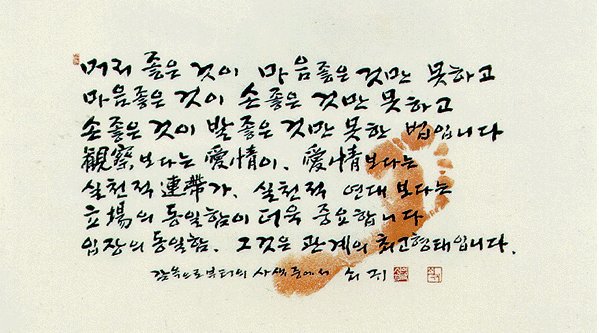 머리 좋은 것이 마음좋은 것만 못하고
마음좋은 것이 손좋은 것만 못하고
손좋은 것이 발좋은 것만 못한 법입니다
観察보다는 愛情이, 愛情보다는
실천적 連帶가, 실천적 연대보다는
立場의 동일함이 더욱 중요합니다
입장의 동일함. 그것은 관계의 최고형태입니다.
감옥으로부터의 사색 중에서